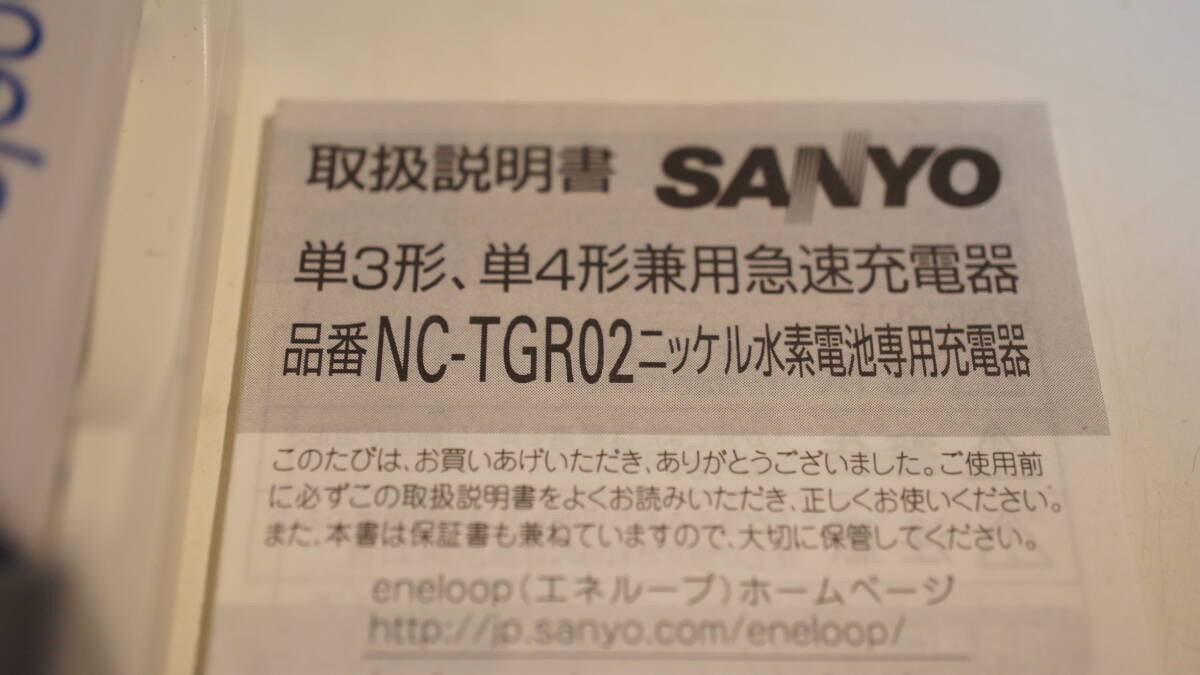 取扱説明書 SANYO
単3形、単4形兼用急速充電器
品番NC-TGR02ニッケル水素電池専用充電器
このたびは、お買いあげいただき、ありがとうございました。ご使用前
に必ずこの取扱説明書をよくお読みいただき、正しくお使いください。
また、本書は保証書も兼ねていますので、大切に保管してください。
eneloop(エネループ)ホームページ
http://jp.sanyo.com/eneloop/